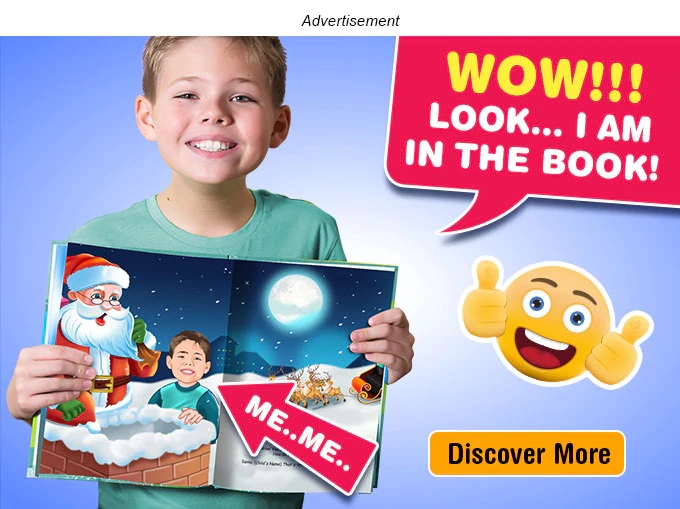 Advertisement
WOW!!!
LOOK... I AM
IN THE BOOK!
ME..ME..
Discover More